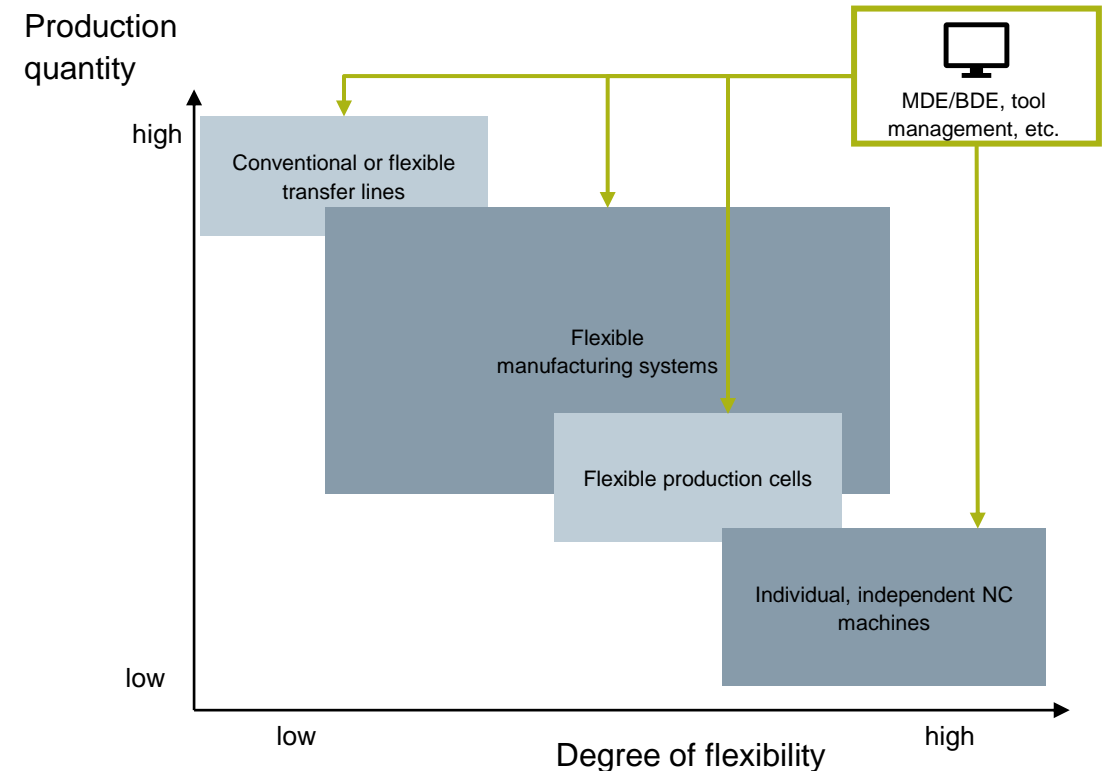 Production
quantity
MDE/BDE, tool
management, etc.
high
Conventional or flexible
transfer lines
Flexible
manufacturing systems
Flexible production cells
Individual, independent NC
machines
low
low
high
Degree of flexibility